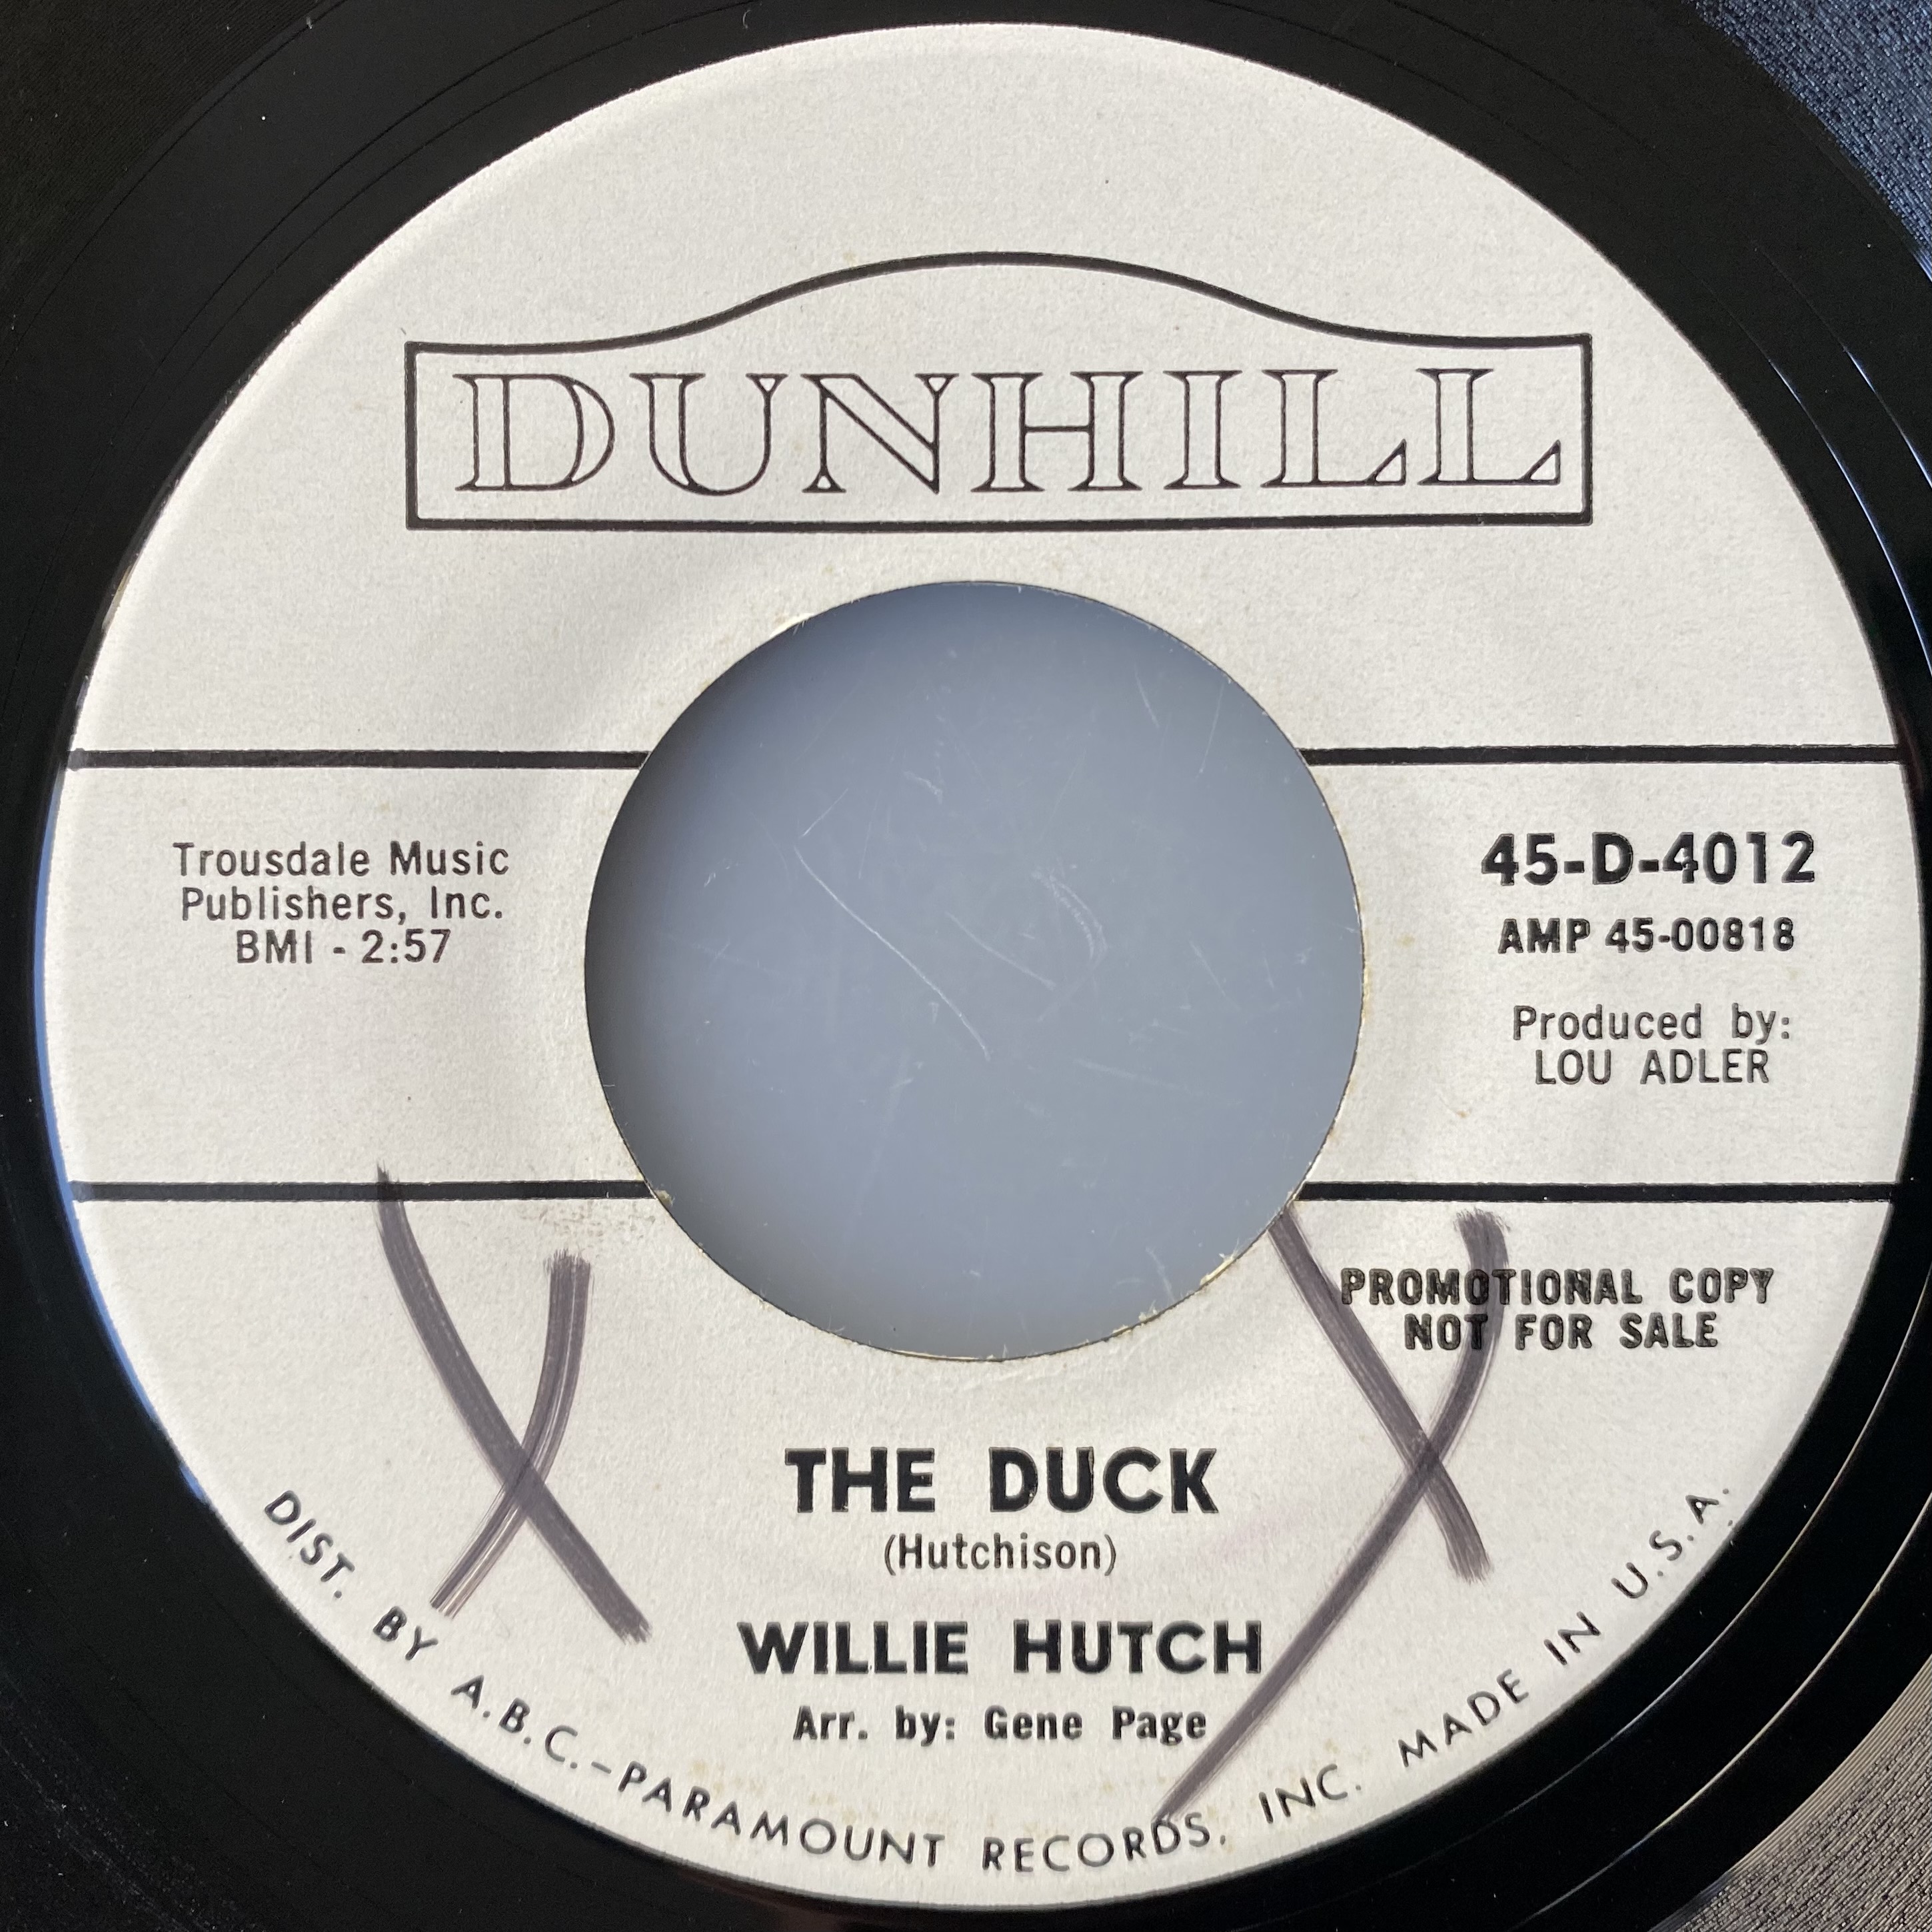 DUNHILL
Trousdale Music
Publishers, Inc.
BMI - 2:57
45-D-4012
AMP 45-00818
Produced by:
LOU ADLER
PROMOTIONAL COPY
NOT FOR SALE
THE DUCK
(Hutchison)
WILLIE HUTCH
Arr. by: Gene Page
DIST. BY A.B.C.-PARAMOUNT RECORDS, INC. MADE IN U.S.A.